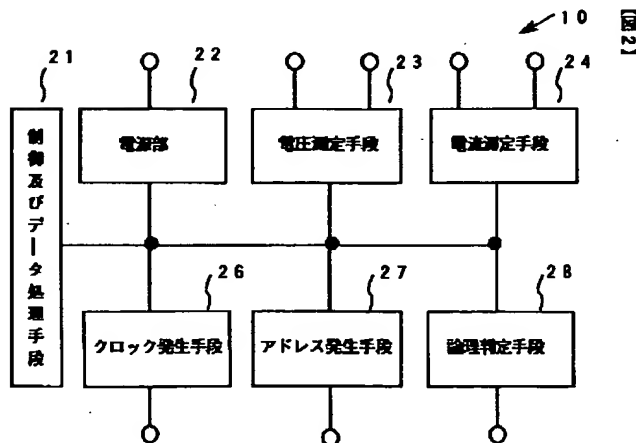 【図2】
10
21
22
23
24
制御及びデータ処理手段
電源部
電圧測定手段
電流測定手段
26
27
28
クロック発生手段
アドレス発生手段
論理判定手段